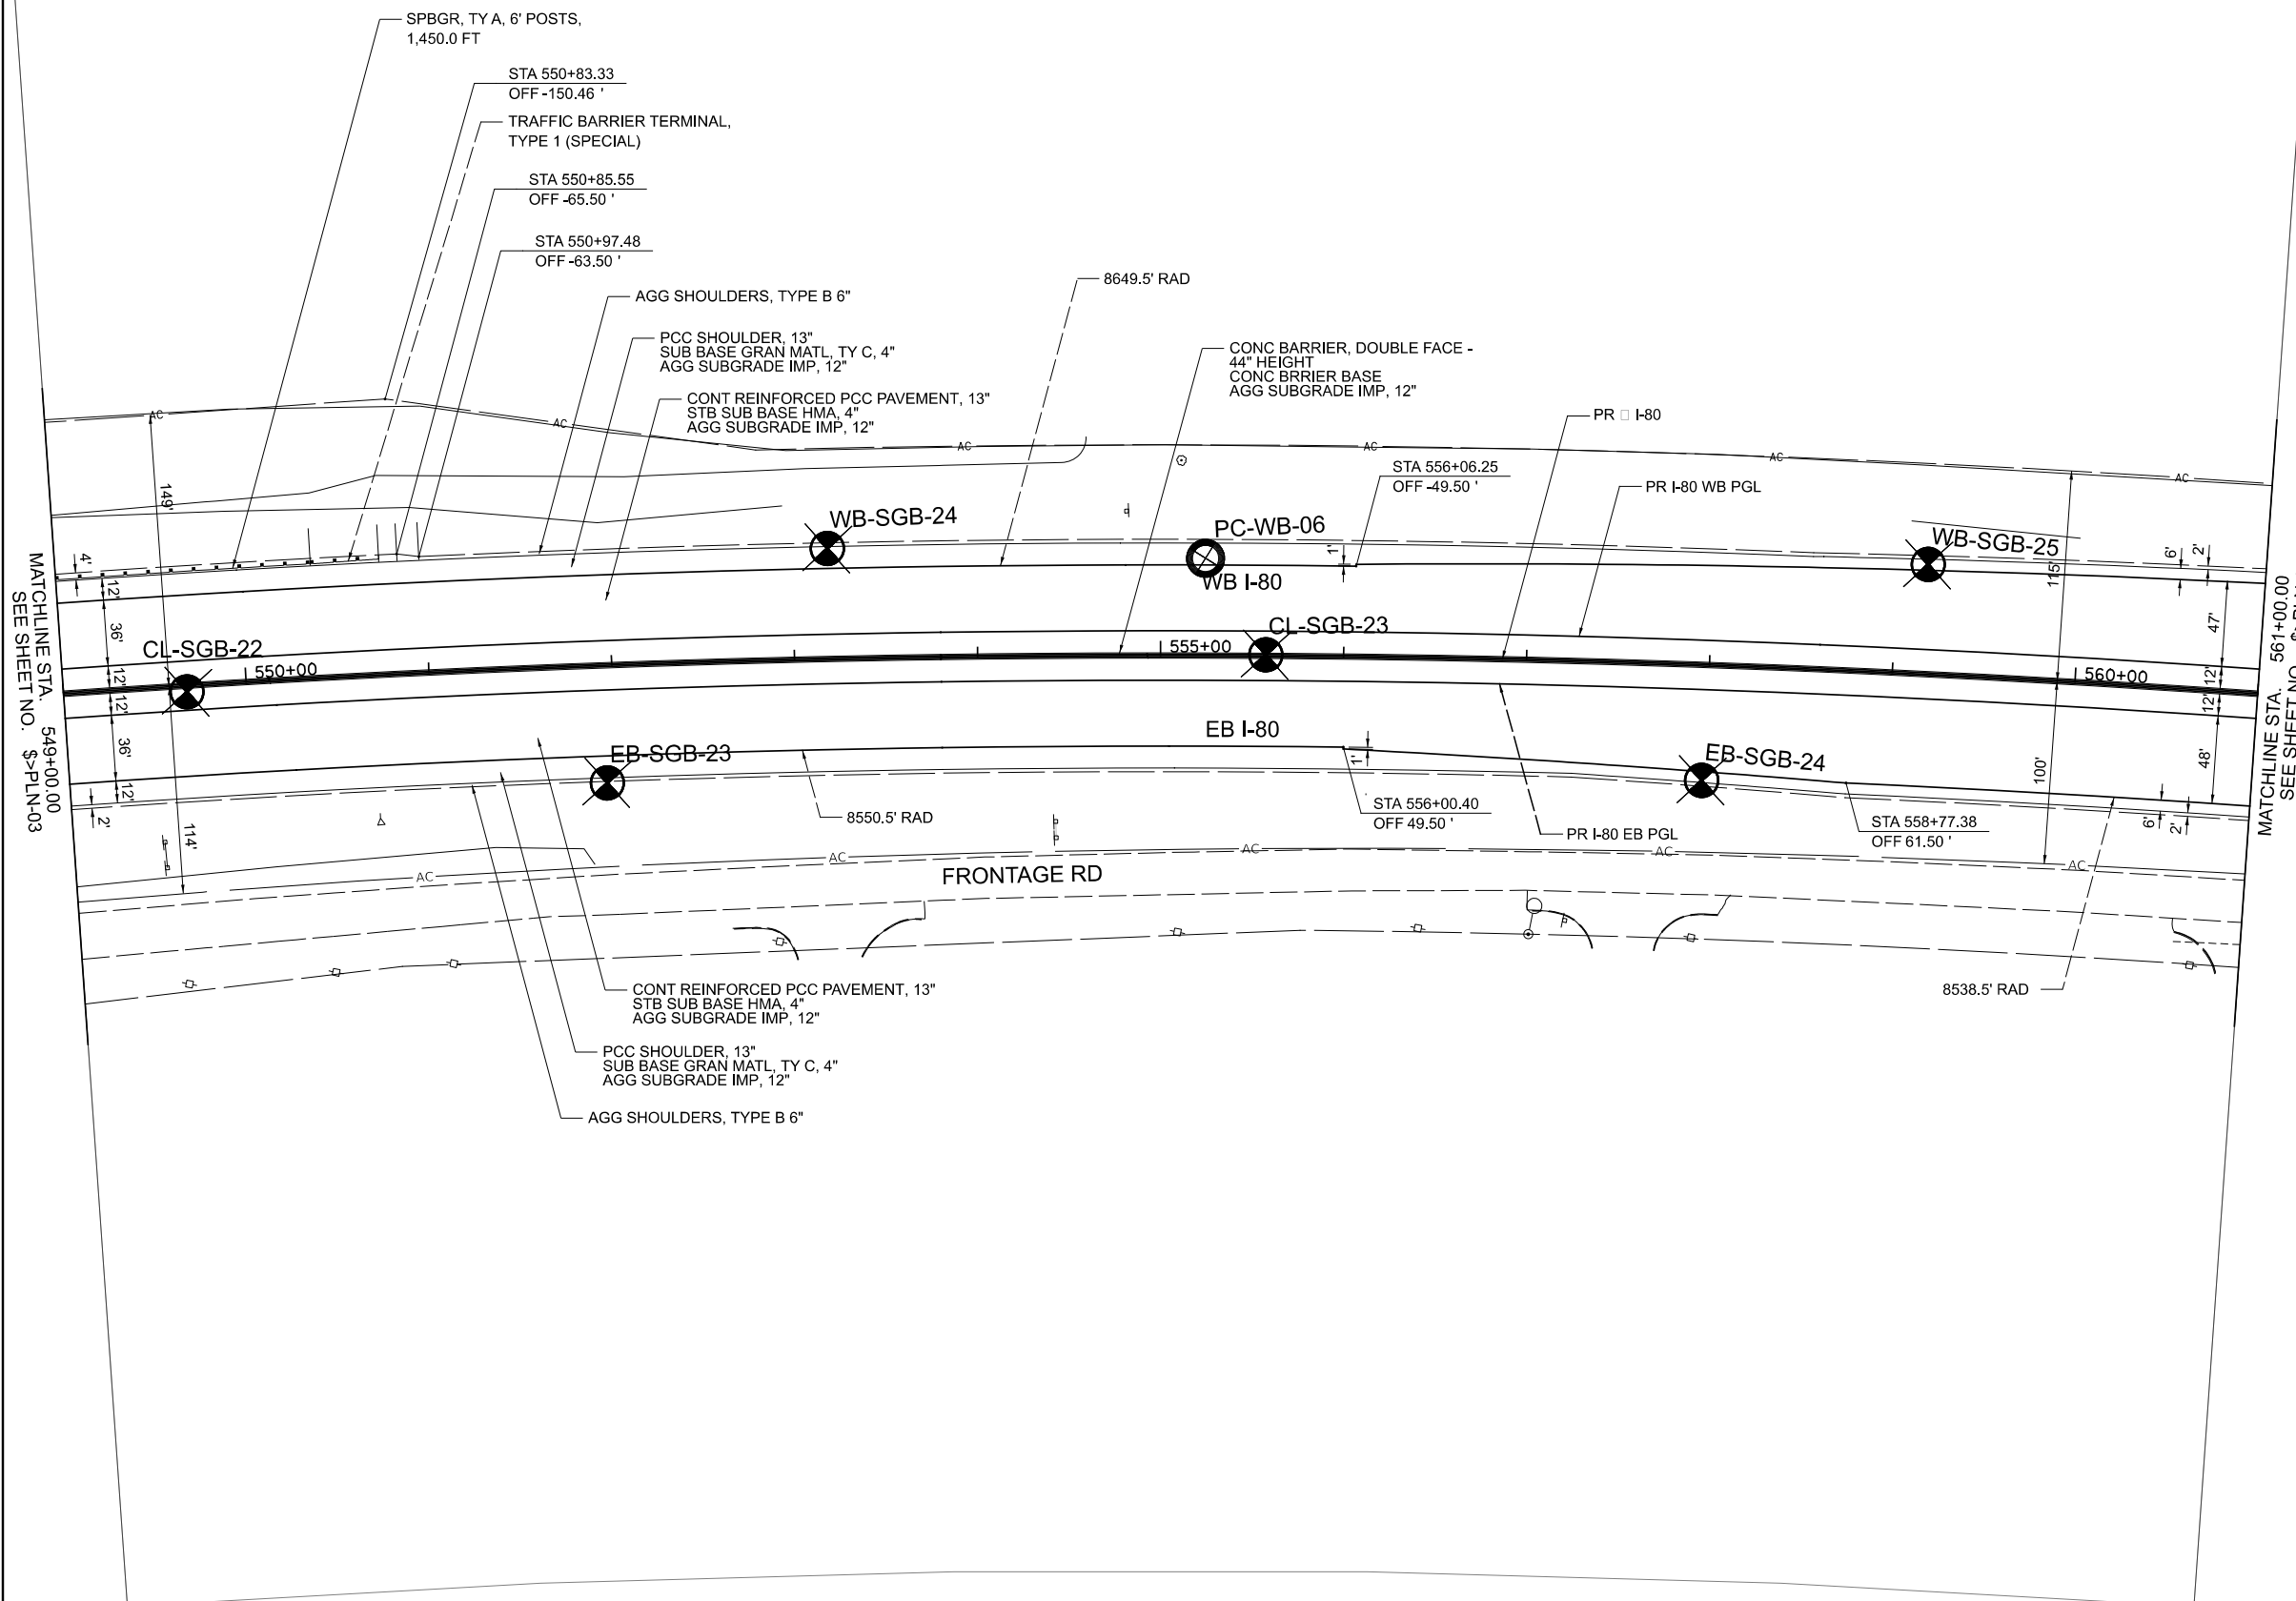 SPBGR, TY A, 6' POSTS,
1,450.0 FT
STA 550+83.33
OFF -150.46 '
TRAFFIC BARRIER TERMINAL,
TYPE 1 (SPECIAL)
STA 550+85.55
OFF -65.50 '
STA 550+97.48
OFF -63.50 '
AGG SHOULDERS, TYPE B 6"
PCC SHOULDER, 13"
SUB BASE GRAN MATL, TY C, 4"
AGG SUBGRADE IMP, 12"
CONT REINFORCED PCC PAVEMENT, 13"
STB SUB BASE HMA, 4"
AGG SUBGRADE IMP, 12"
8649.5' RAD
CONC BARRIER, DOUBLE FACE -
44" HEIGHT
CONC BRRIER BASE
AGG SUBGRADE IMP, 12"
PR I-80
STA 556+06.25
OFF -49.50 '
PR I-80 WB PGL
AC
AC
AC
AC
AC
AC
149'
4'
12'
36'
12'
12'
36'
12'
2'
114'
WB-SGB-24
PC-WB-06
WB I-80
1'
WB-SGB-25
115'
6'
2'
47'
12'
12'
48'
100'
6'
2'
CL-SGB-22
550+00
CL-SGB-23
555+00
560+00
MATCHLINE STA. 549+00.00
SEE SHEET NO. $>PLN-03
MATCHLINE STA. 561+00.00
SEE SHEET NO.
EB I-80
EB-SGB-23
EB-SGB-24
1'
8550.5' RAD
STA 556+00.40
OFF 49.50 '
PR I-80 EB PGL
STA 558+77.38
OFF 61.50 '
AC
AC
AC
AC
AC
FRONTAGE RD
8538.5' RAD
CONT REINFORCED PCC PAVEMENT, 13"
STB SUB BASE HMA, 4"
AGG SUBGRADE IMP, 12"
PCC SHOULDER, 13"
SUB BASE GRAN MATL, TY C, 4"
AGG SUBGRADE IMP, 12"
AGG SHOULDERS, TYPE B 6"